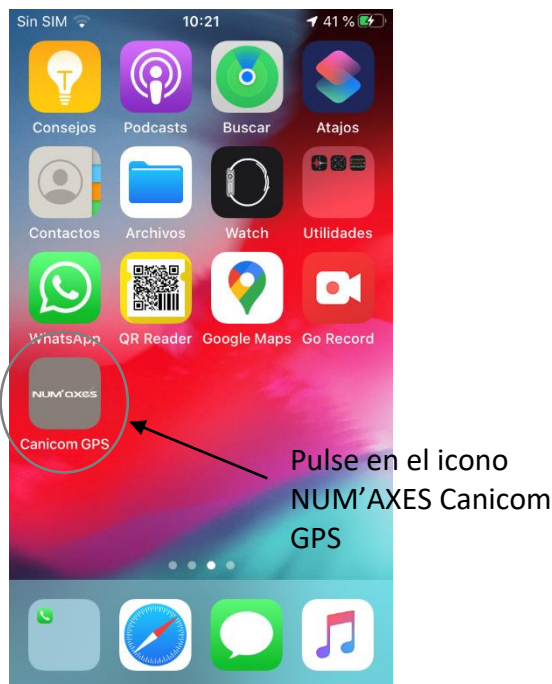 Sin SIM 10:21 41 %
Consejos Podcasts Buscar Atajos
Contactos Archivos Watch Utilidades
WhatsApp QR Reader Google Maps Go Record
NUM'axes
Canicom GPS
Pulse en el icono
NUM’AXES Canicom
GPS